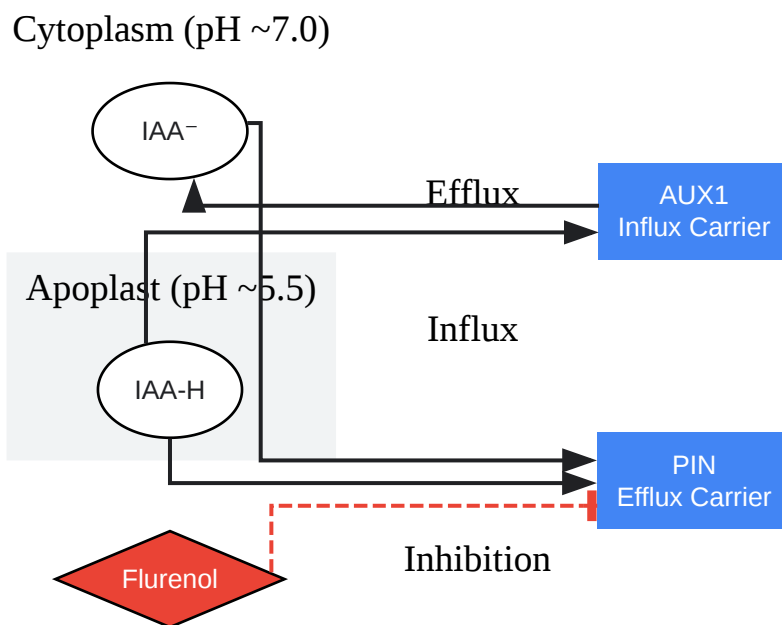 Cytoplasm (pH ~7.0)
IAA⁻
Efflux
AUX1
Influx Carrier
Apoplast (pH ~5.5)
Influx
IAA-H
PIN
Efflux Carrier
Inhibition
Flurenol